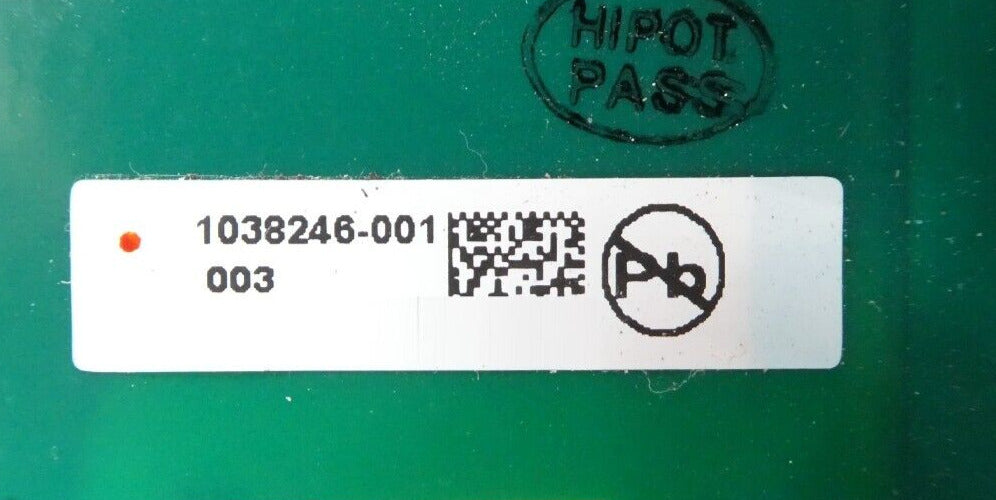 HIPOT
PASS
1038246-001
003
Pb